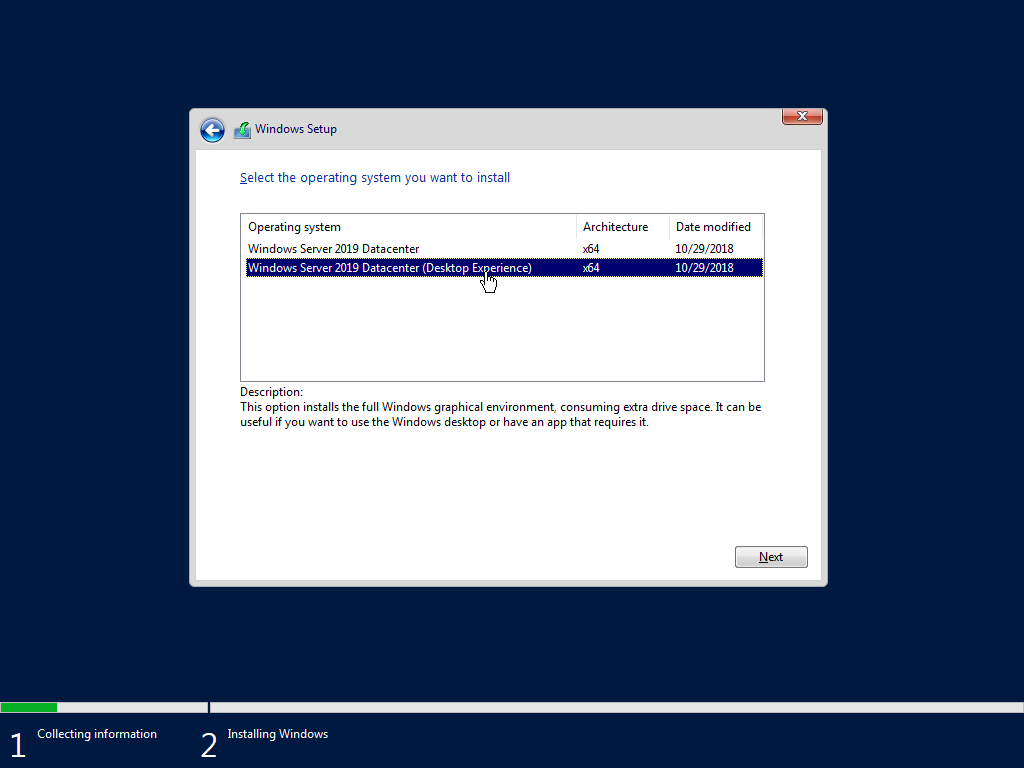 Windows Setup
Select the operating system you want to install
Operating system Architecture Date modified
Windows Server 2019 Datacenter x64 10/29/2018
Windows Server 2019 Datacenter (Desktop Experience) x64 10/29/2018
Description:
This option installs the full Windows graphical environment, consuming extra drive space. It can be
useful if you want to use the Windows desktop or have an app that requires it.
Next
1 Collecting information 2 Installing Windows